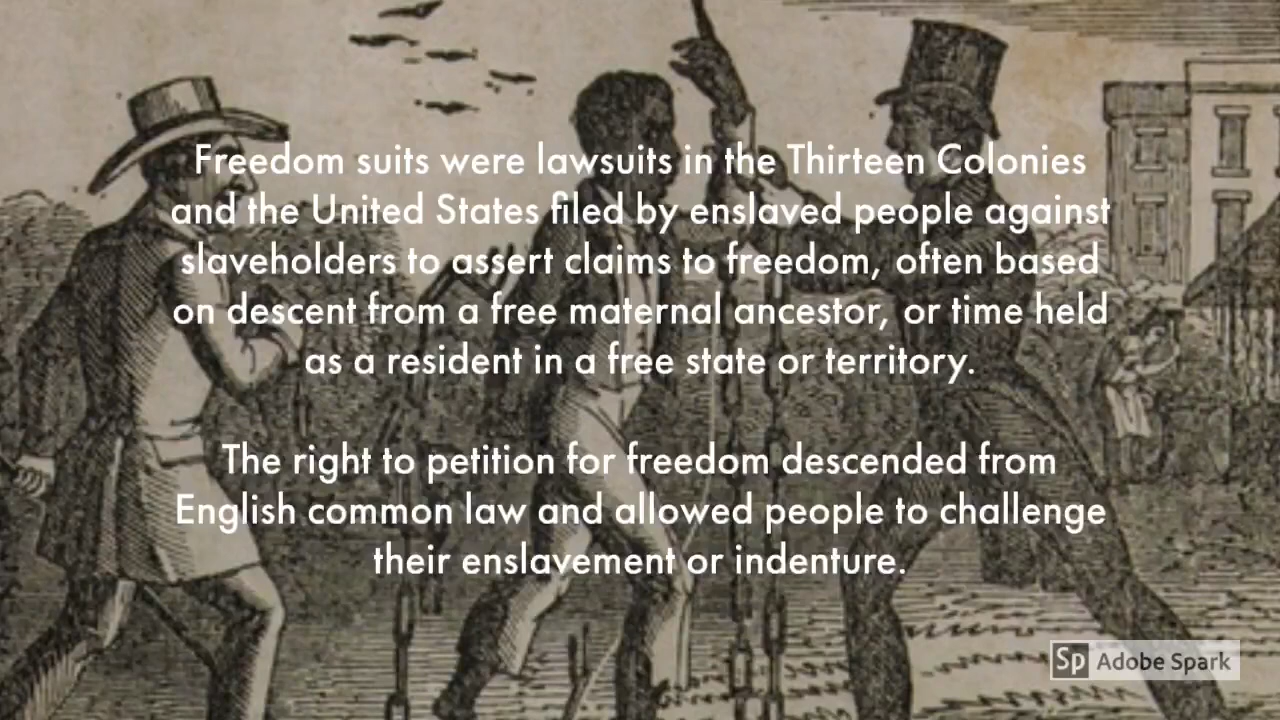 Freedom suits were lawsuits in the Thirteen Colonies
and the United States filed by enslaved people against
slaveholders to assert claims to freedom, often based
on descent from a free maternal ancestor, or time held
as a resident in a free state or territory.
The right to petition for freedom descended from
English common law and allowed people to challenge
their enslavement or indenture.
Sp Adobe Spark